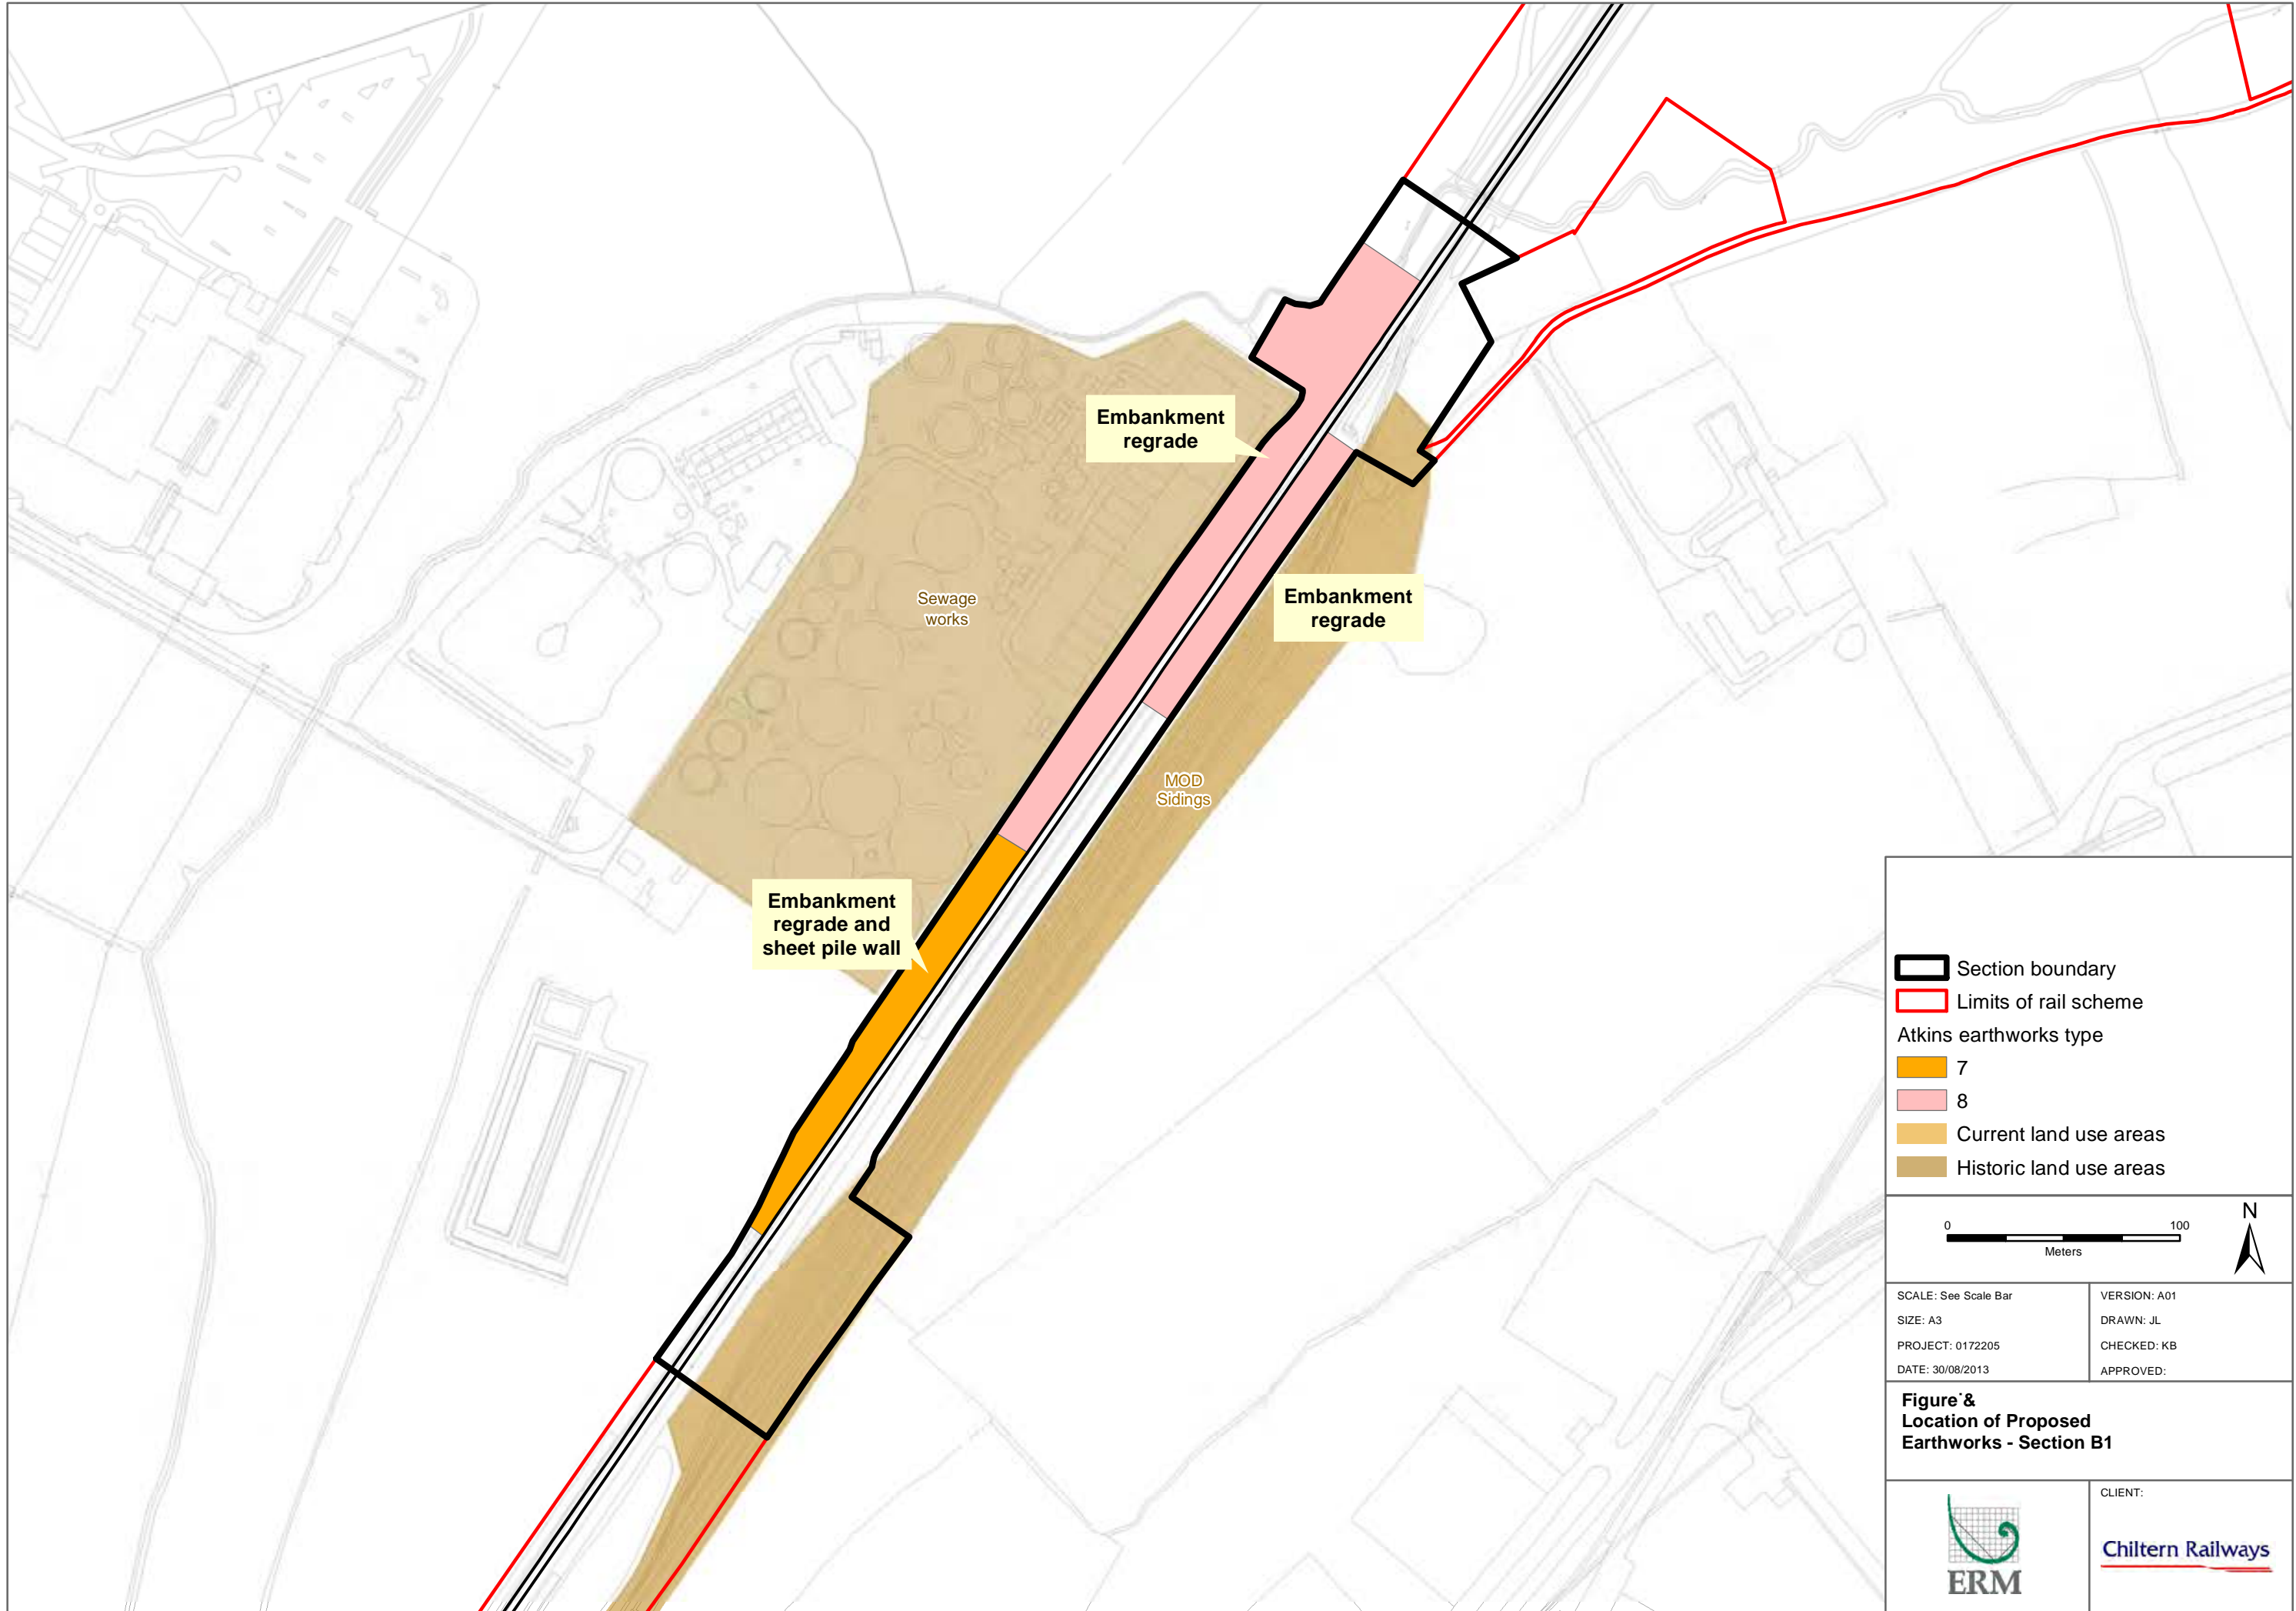 Embankment
regrade
Embankment
regrade
Sewage
works
MOD
Sidings
Embankment
regrade and
sheet pile wall
Section boundary
Limits of rail scheme
Atkins earthworks type
7
8
Current land use areas
Historic land use areas
0 100
Meters
N
SCALE: See Scale Bar
SIZE: A3
PROJECT: 0172205
DATE: 30/08/2013
VERSION: A01
DRAWN: JL
CHECKED: KB
APPROVED:
Figure˙&
Location of Proposed
Earthworks - Section B1
ERM
CLIENT:
Chiltern Railways